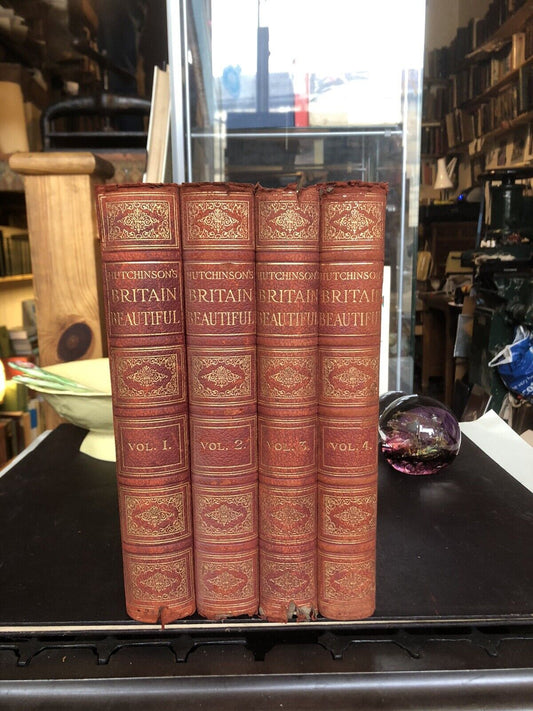 HUTCHINSON'S
BRITAIN
BEAUTIFUL
VOL. 1.
HUTCHINSON'S
BRITAIN
BEAUTIFUL
VOL. 2.
HUTCHINSON'S
BRITAIN
BEAUTIFUL
VOL. 3.
HUTCHINSON'S
BRITAIN
BEAUTIFUL
VOL. 4.